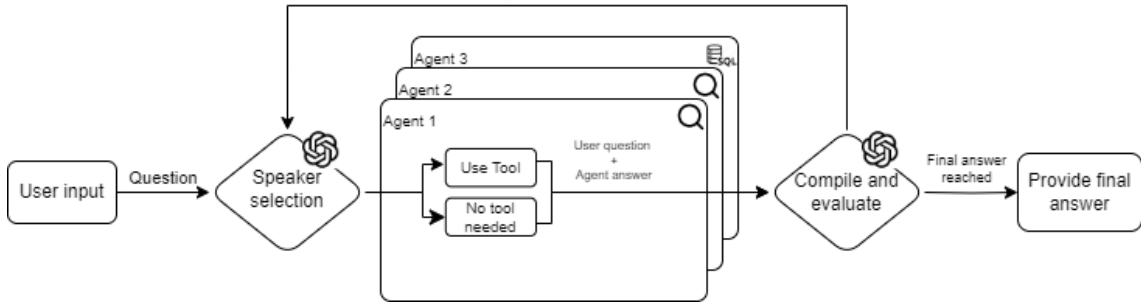 Agent 3
SQL
Agent 2
Agent 1
User input
Question
Speaker
selection
Use Tool
No tool
needed
User question
+
Agent answer
Compile and
evaluate
Final answer
reached
Provide final
answer